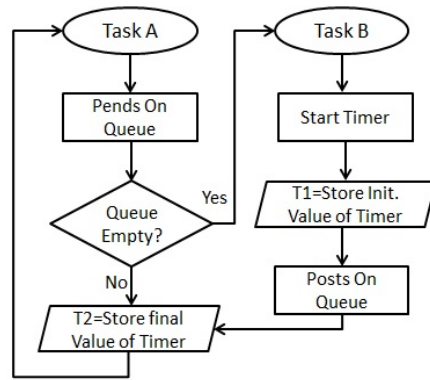 Task A
Pends On
Queue
Queue
Empty?
Yes
No
T2=Store final
Value of Timer
Task B
Start Timer
T1=Store Init.
Value of Timer
Posts On
Queue